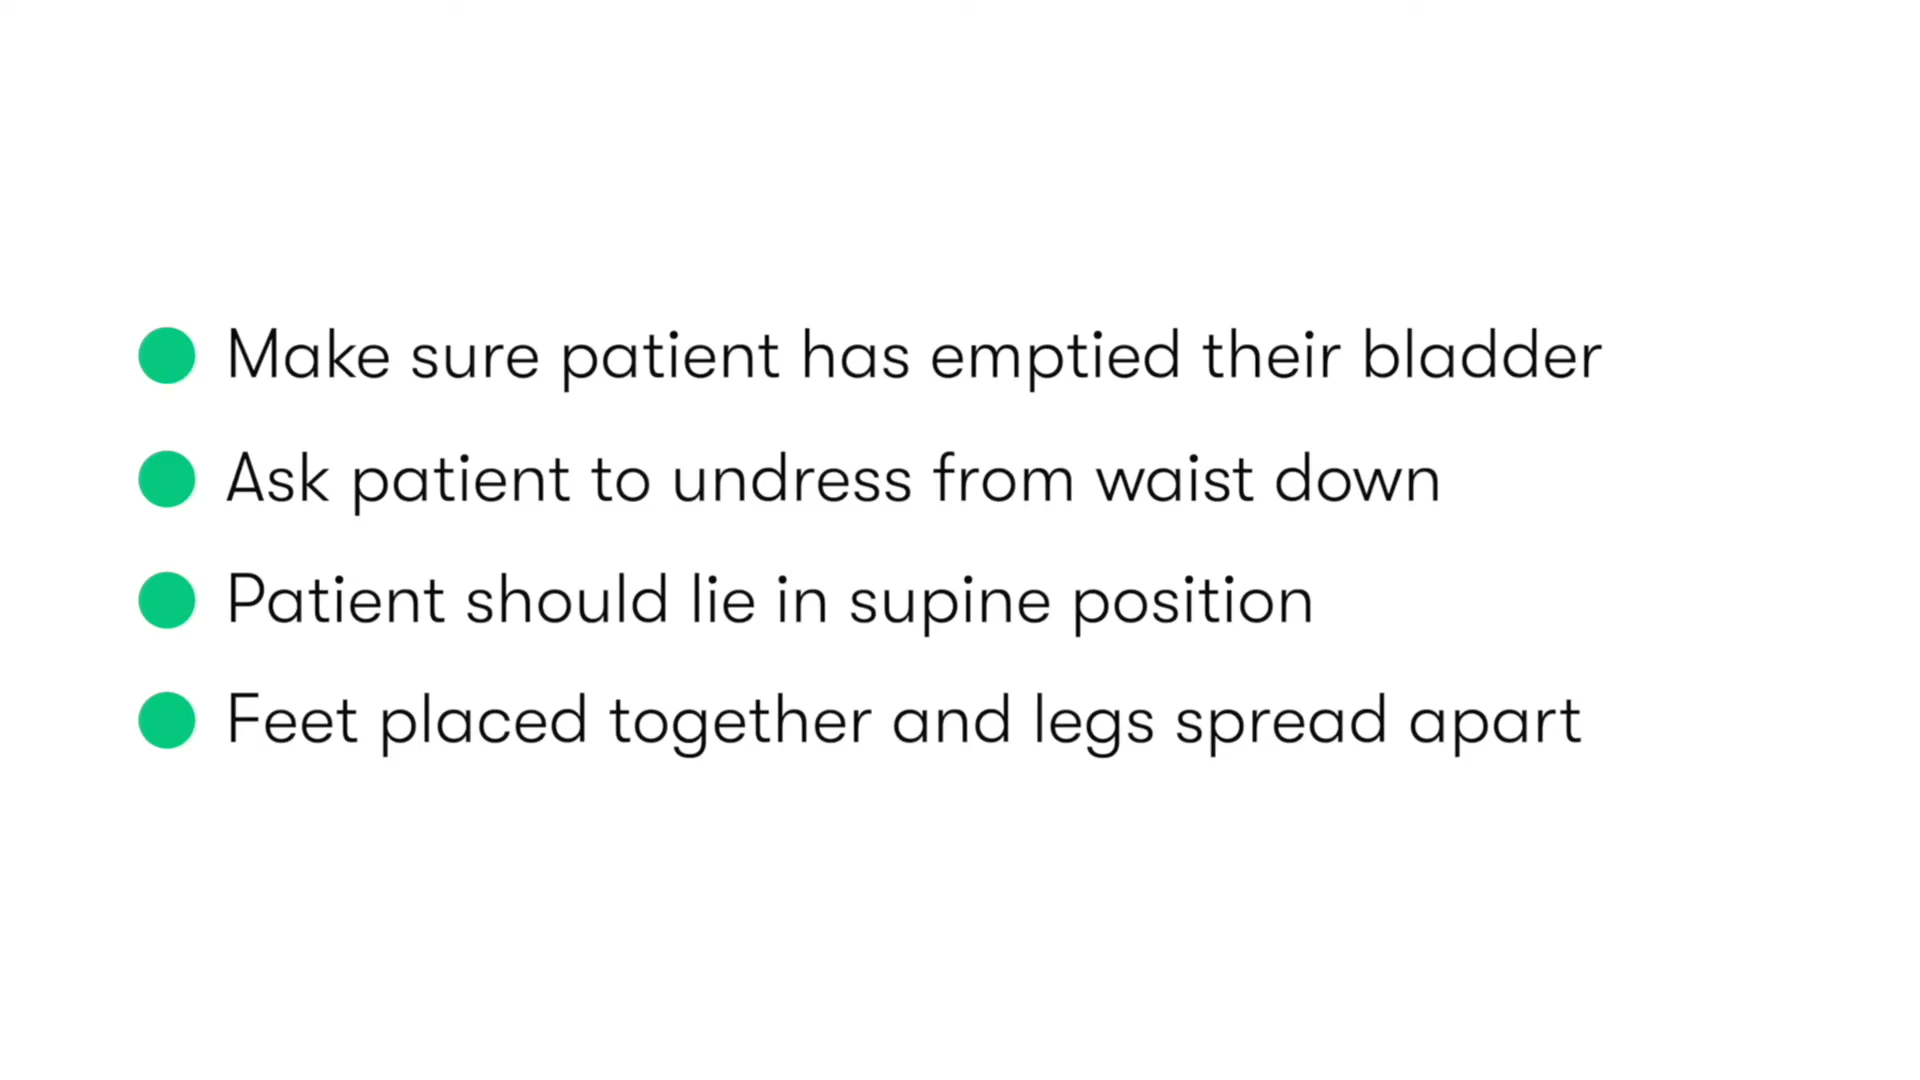 Make sure patient has emptied their bladder
Ask patient to undress from waist down
Patient should lie in supine position
Feet placed together and legs spread apart